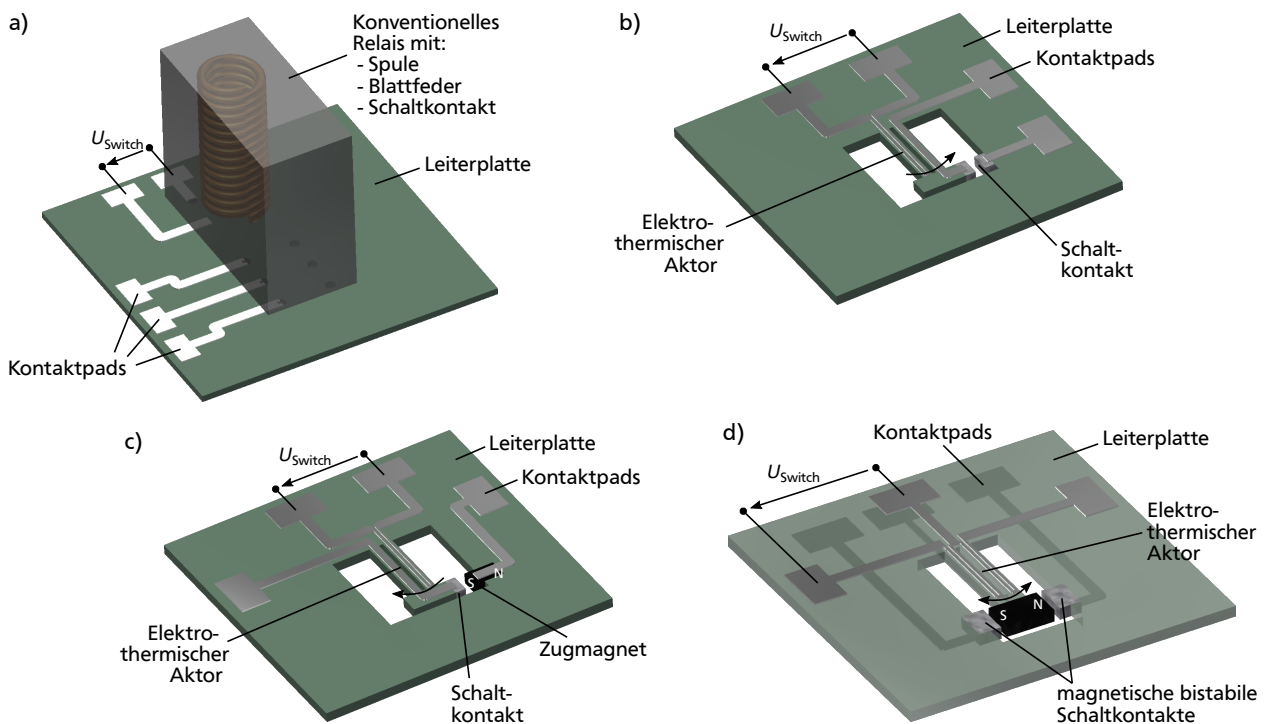 a)
Konventionelles
Relais mit:
- Spule
- Blattfeder
- Schaltkontakt
USwitch
Leiterplatte
Kontaktpads
b)
USwitch
Leiterplatte
Kontaktpads
Elektro-
thermischer
Aktor
Schalt-
kontakt
c)
USwitch
Leiterplatte
Kontaktpads
N
S
Elektro-
thermischer
Aktor
Zugmagnet
Schalt-
kontakt
d)
Kontaktpads
Leiterplatte
USwitch
Elektro-
thermischer
Aktor
S
N
magnetische bistabile
Schaltkontakte